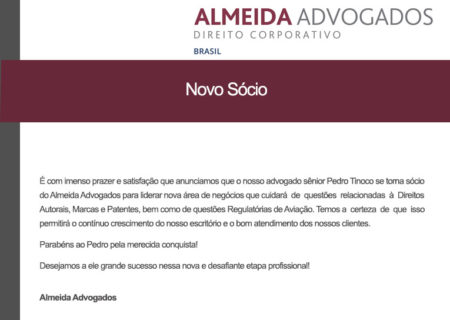 ALMEIDA ADVOGADOS
DIREITO CORPORATIVO
BRASIL
Novo Sócio
É com imenso prazer e satisfação que anunciamos que o nosso advogado sênior Pedro Tinoco se torna sócio
do Almeida Advogados para liderar nova área de negócios que cuidará de questões relacionadas à Direitos
Autorais, Marcas e Patentes, bem como de questões Regulatórias de Aviação. Temos a certeza de que isso
permitirá o contínuo crescimento do nosso escritório e o bom atendimento dos nossos clientes.
Parabéns ao Pedro pela merecida conquista!
Desejamos a ele grande sucesso nessa nova e desafiante etapa profissional!
Almeida Advogados